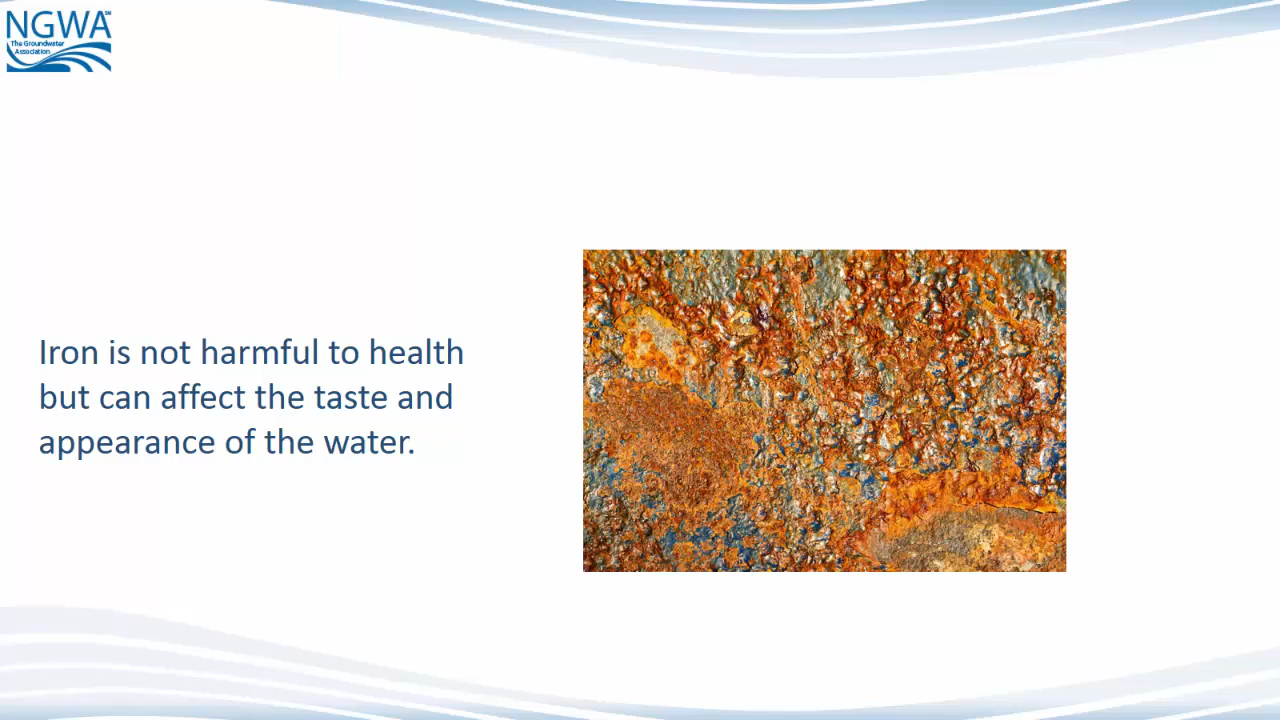 NGWA℠
The Groundwater
Association
Iron is not harmful to health
but can affect the taste and
appearance of the water.